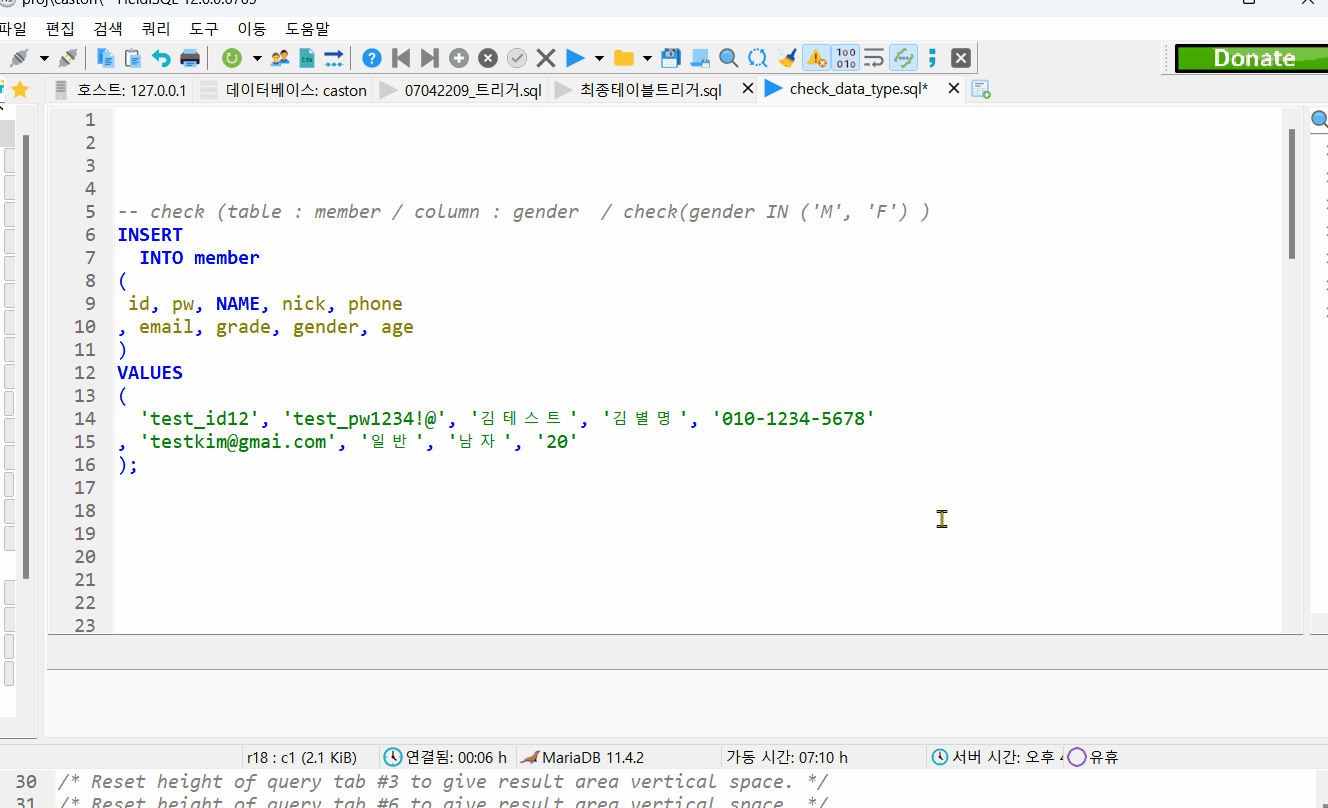 파일 편집 검색 쿼리 도구 이동 도움말
Donate
호스트: 127.0.0.1 데이터베이스: caston 07042209_트리거.sql 최종테이블트리거.sql check_data_type.sql*
1
2
3
4
5 -- check (table : member / column : gender / check(gender IN ('M', 'F') )
6 INSERT
7 INTO member
8 (
9 id, pw, NAME, nick, phone
10 , email, grade, gender, age
11 )
12 VALUES
13 (
14 'test_id12', 'test_pw1234!@', '김테스트', '김별명', '010-1234-5678'
15 , 'testkim@gmai.com', '일반', '남자', '20'
16 );
17
18
19
20
21
22
23
r18 : c1 (2.1 KiB) 연결됨: 00:06 h MariaDB 11.4.2 가동 시간: 07:10 h 서버 시간: 오후 유휴
30 /* Reset height of query tab #3 to give result area vertical space. */
31 /* Reset height of query tab #6 to give result area vertical space. */